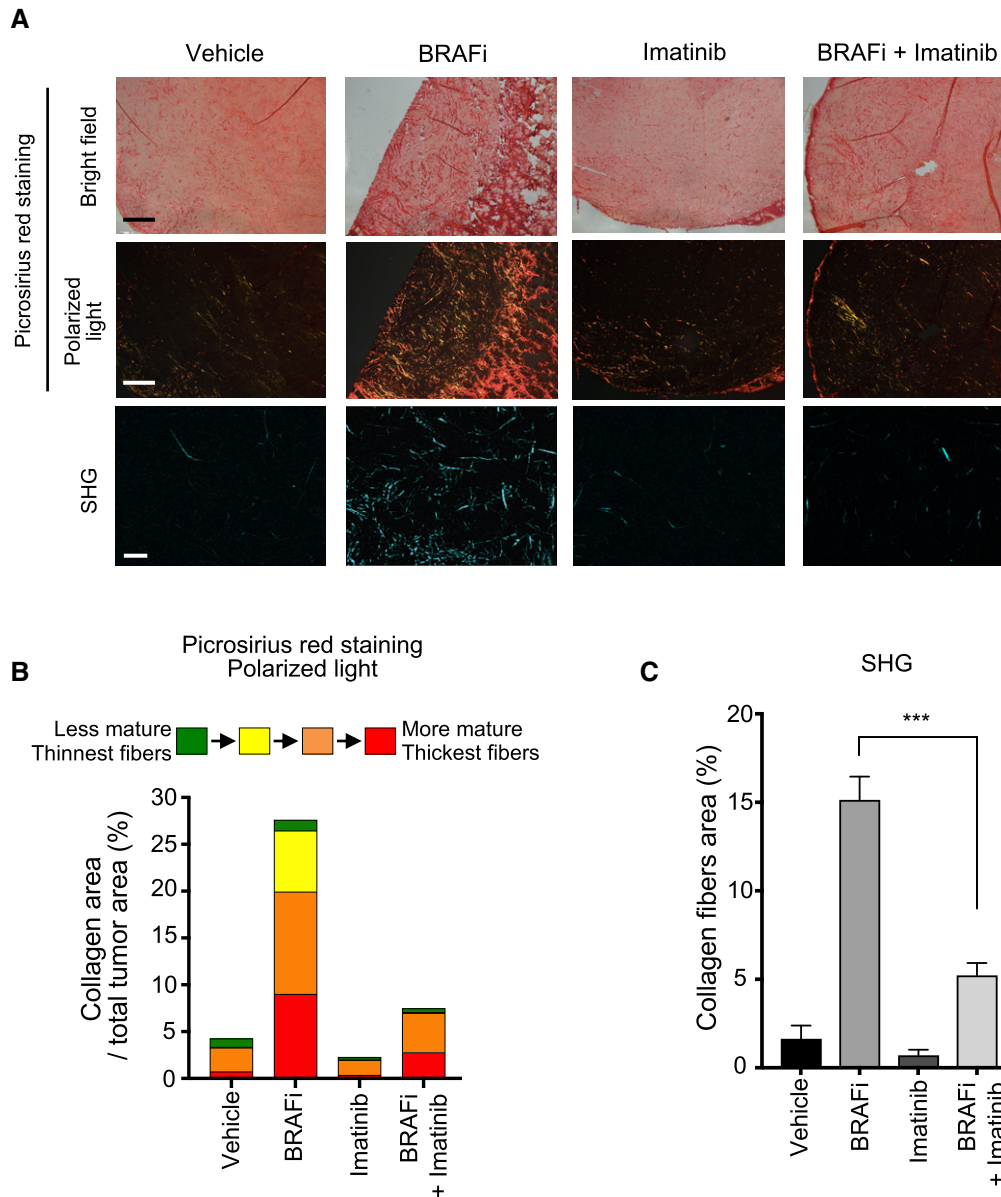 A
Vehicle
BRAFi
Imatinib
BRAFi + Imatinib
Picrosirius red staining
Bright field
Polarized
light
SHG
B
Picrosirius red staining
Polarized light
Less mature
Thinnest fibers
More mature
Thickest fibers
Collagen area
/ total tumor area (%)
30
25
20
15
10
5
0
Vehicle
BRAFi
Imatinib
BRAFi
+ Imatinib
C
SHG
***
Collagen fibers area (%)
20
15
10
5
0
Vehicle
BRAFi
Imatinib
BRAFi
+ Imatinib